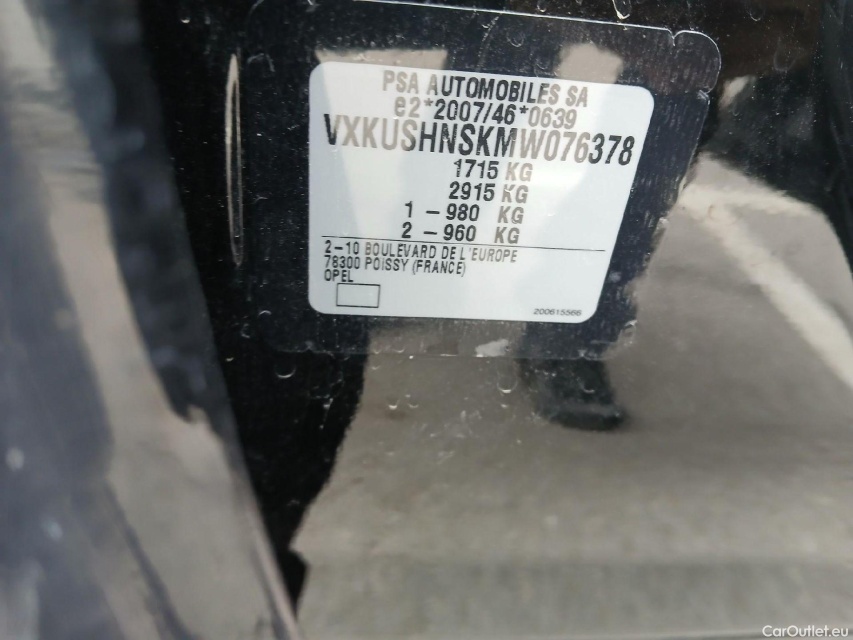 PSA AUTOMOBILES SA
e2*2007/46*0639
VXKUSHNSKMW076378
1715 KG
2915 KG
1 - 980 KG
2 - 960 KG
2-10 BOULEVARD DE L'EUROPE
78300 POISSY (FRANCE)
OPEL
200615566
CarOutlet.eu